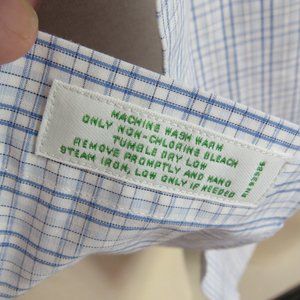 MACHINE WASH WARM
ONLY NON-CHLORINE BLEACH
TUMBLE DRY LOW
REMOVE PROMPTLY AND HANG
STEAM IRON, LOW ONLY IF NEEDED